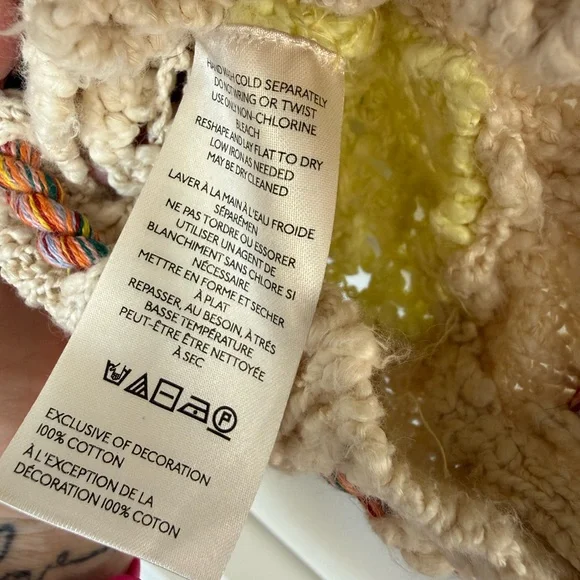 HAND WASH COLD SEPARATELY
DO NOT WRING OR TWIST
USE ONLY NON-CHLORINE
BLEACH
RESHAPE AND LAY FLAT TO DRY
LOW IRON AS NEEDED
MAY BE DRY CLEANED
LAVER À LA MAIN À L'EAU FROIDE
SÉPARÉMEN
NE PAS TORDRE OU ESSORER
UTILISER UN AGENT DE
BLANCHIMENT SANS CHLORE SI
NÉCESSAIRE
METTRE EN FORME ET SECHER
À PLAT
REPASSER, AU BESOIN, À TRÉS
BASSE TEMPÉRATURE
PEUT-ÊTRE ÊTRE NETTOYÉE
À SEC
P
EXCLUSIVE OF DECORATION
100% COTTON
À L'EXCEPTION DE LA
DÉCORATION 100% COTON